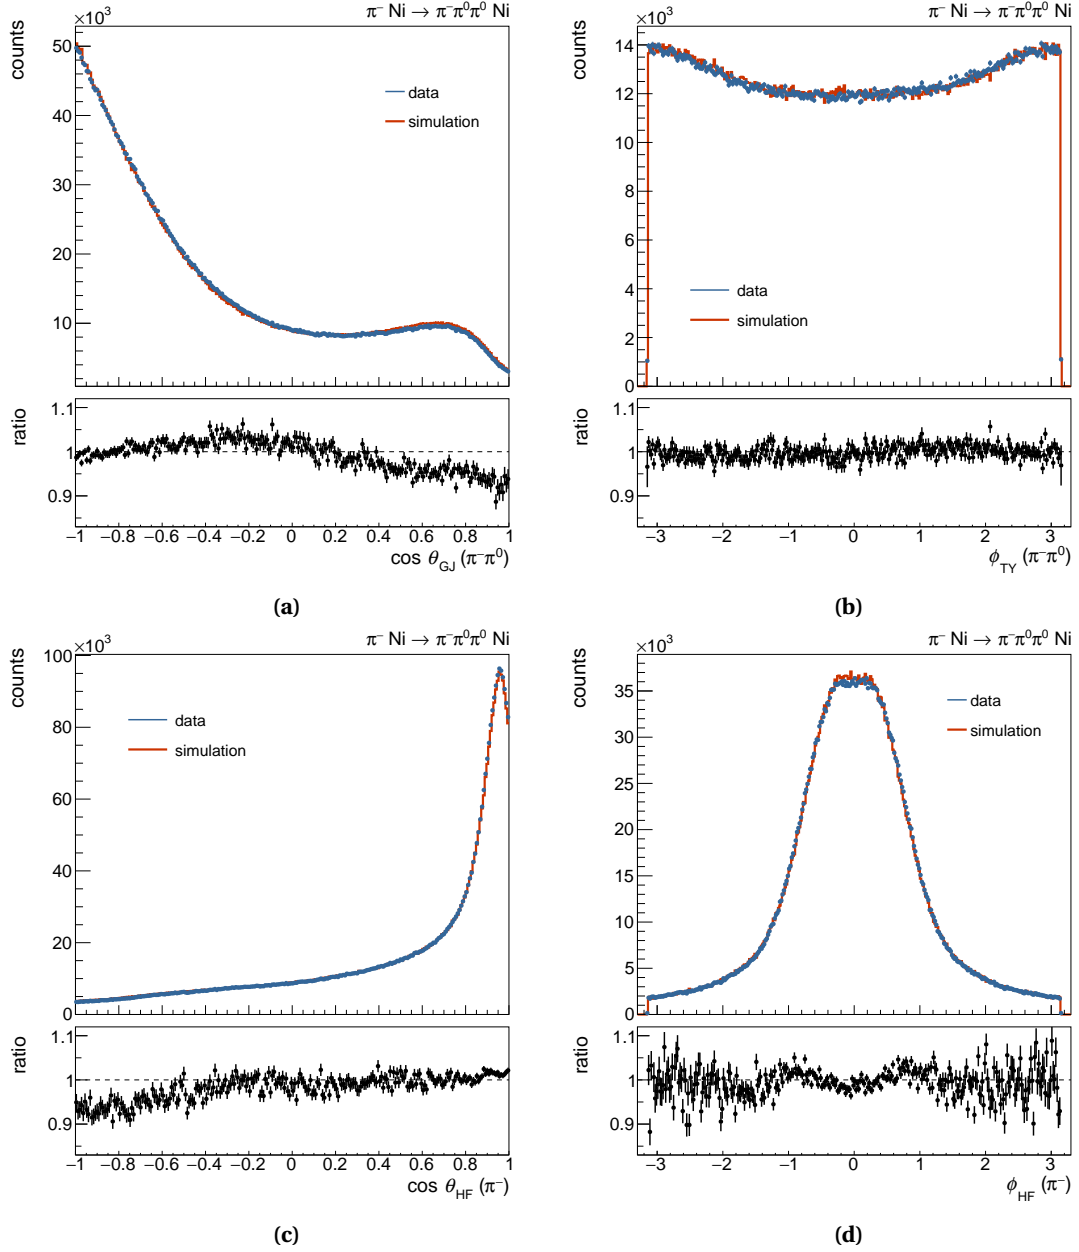 ×10³ π⁻ Ni → π⁻π⁰π⁰ Ni
counts
50
40
30
20
10
data
simulation
ratio
1.1
1
0.9
−1 −0.8 −0.6 −0.4 −0.2 0 0.2 0.4 0.6 0.8 1
cos θ_GJ (π⁻π⁰)
(a)
×10³ π⁻ Ni → π⁻π⁰π⁰ Ni
counts
14
12
10
8
6
4
2
0
data
simulation
ratio
1.1
1
0.9
−3 −2 −1 0 1 2 3
ϕ_TY (π⁻π⁰)
(b)
×10³ π⁻ Ni → π⁻π⁰π⁰ Ni
counts
100
80
60
40
20
0
data
simulation
ratio
1.1
1
0.9
−1 −0.8 −0.6 −0.4 −0.2 0 0.2 0.4 0.6 0.8 1
cos θ_HF (π⁻)
(c)
×10³ π⁻ Ni → π⁻π⁰π⁰ Ni
counts
35
30
25
20
15
10
5
0
data
simulation
ratio
1.1
1
0.9
−3 −2 −1 0 1 2 3
ϕ_HF (π⁻)
(d)